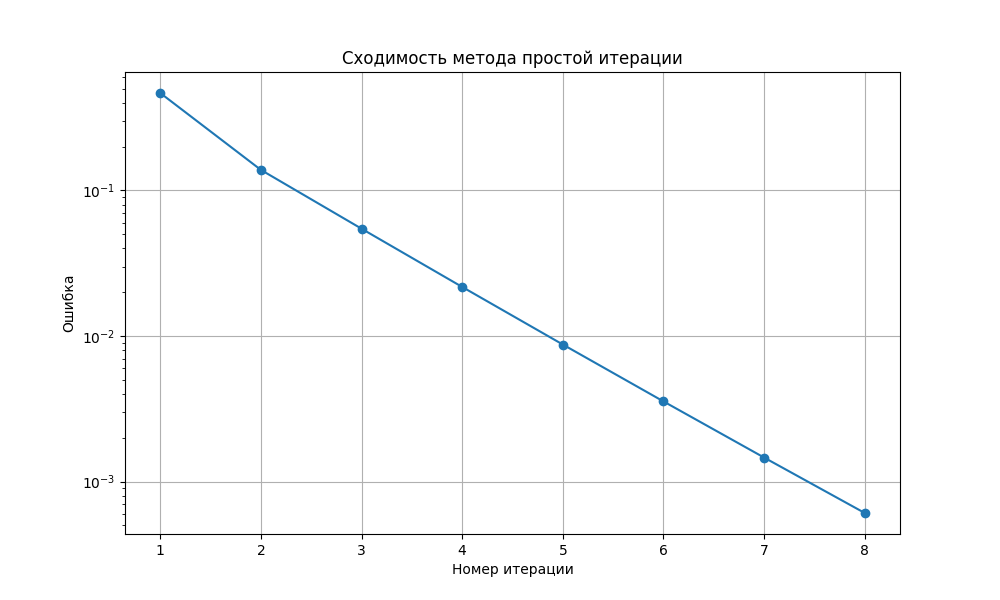 Сходимость метода простой итерации
Ошибка
10⁻¹
10⁻²
10⁻³
1 2 3 4 5 6 7 8
Номер итерации